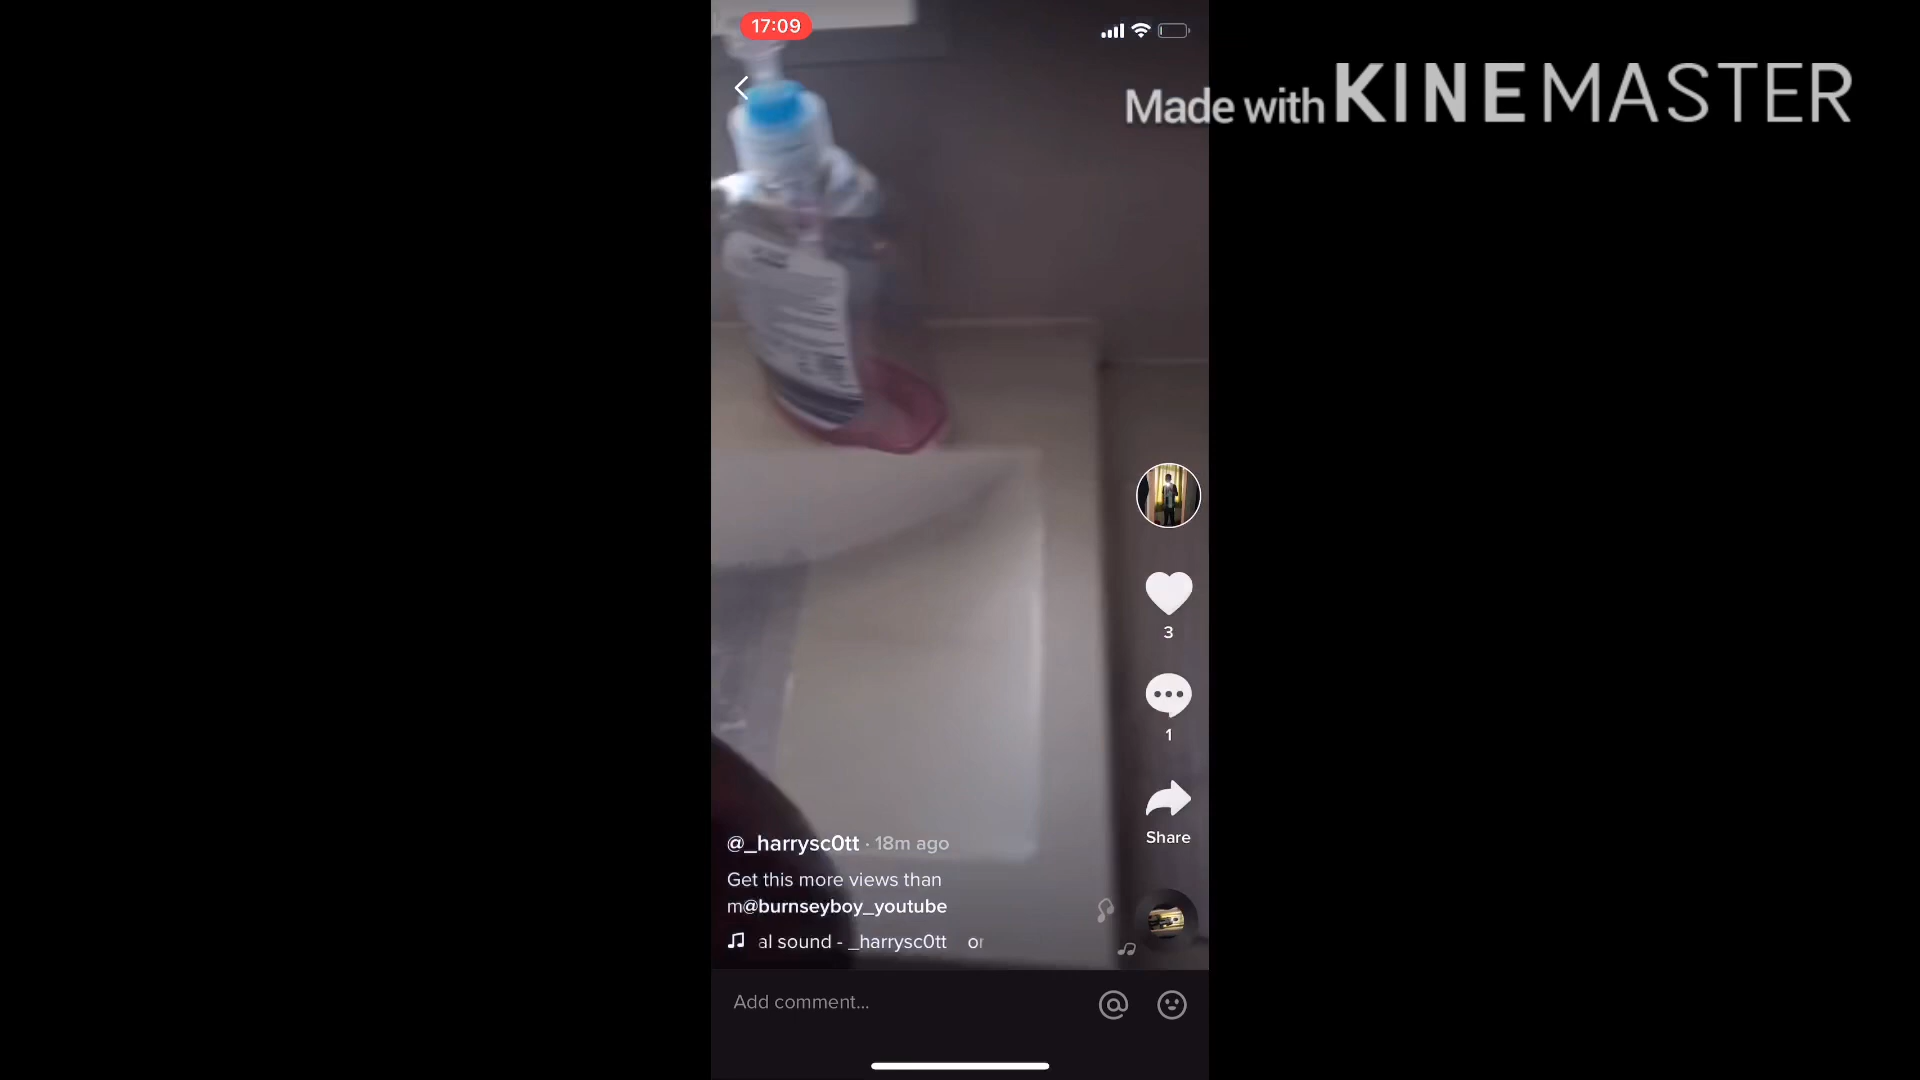 17:09
Made with KINEMASTER
3
1
Share
@_harrysc0tt · 18m ago
Get this more views than
m@burnseyboy_youtube
al sound - _harrysc0tt or
Add comment...